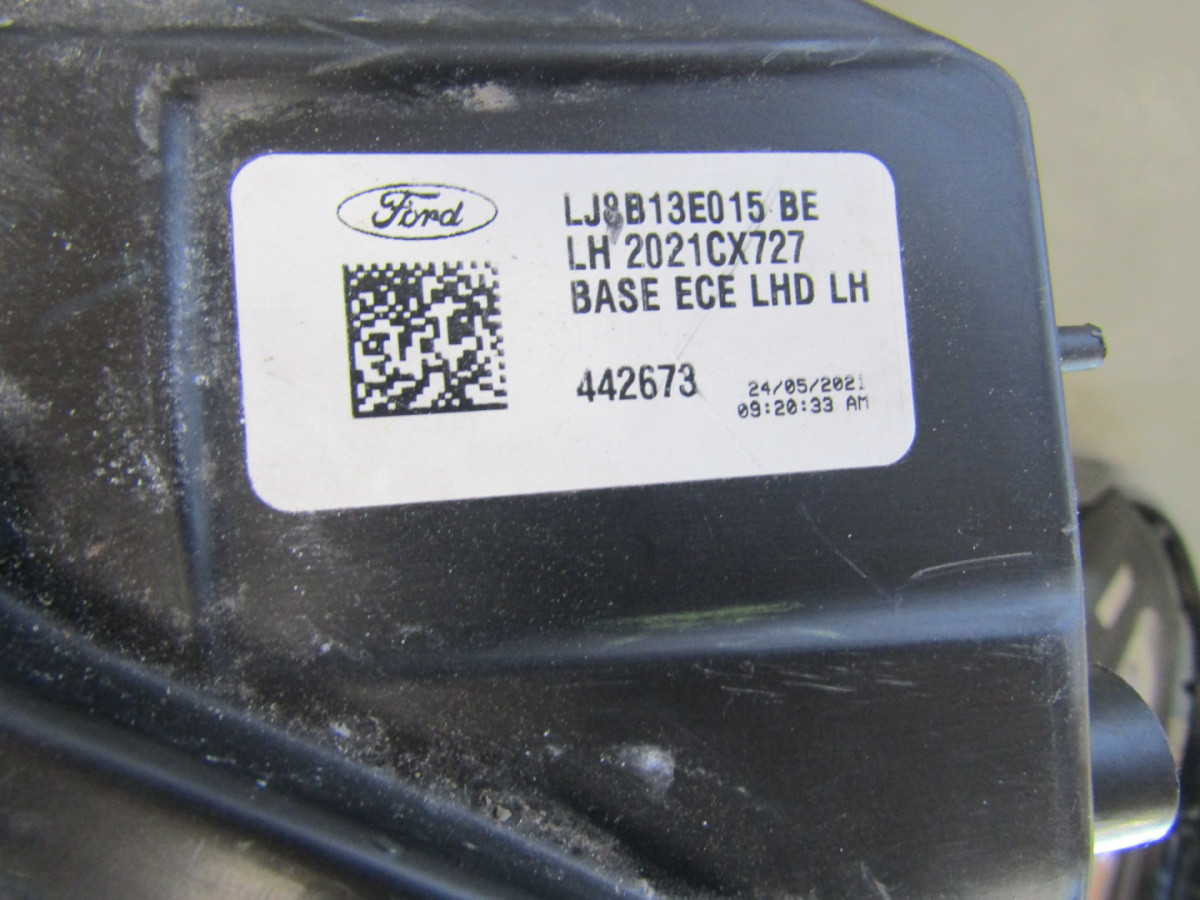 Ford
LJ8B13E015 BE
LH 2021CX727
BASE ECE LHD LH
442673
24/05/2021
09:20:33 AM